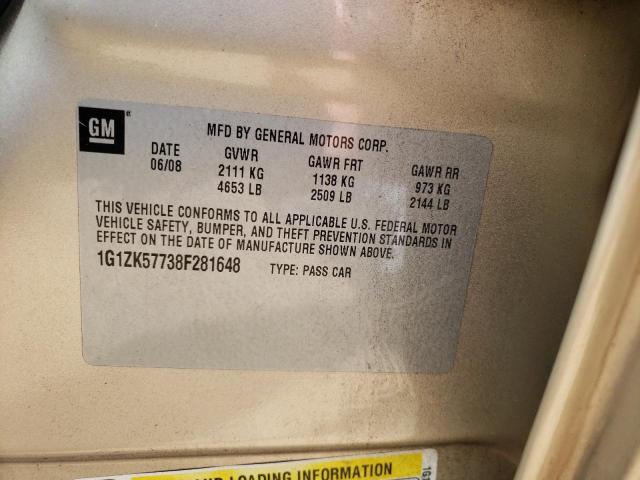 GM
MFD BY GENERAL MOTORS CORP.
DATE GVWR GAWR FRT GAWR RR
06/08 2111 KG 1138 KG 973 KG
4653 LB 2509 LB 2144 LB
THIS VEHICLE CONFORMS TO ALL APPLICABLE U.S. FEDERAL MOTOR
VEHICLE SAFETY, BUMPER, AND THEFT PREVENTION STANDARDS IN
EFFECT ON THE DATE OF MANUFACTURE SHOWN ABOVE.
1G1ZK57738F281648 TYPE: PASS CAR
LOADING INFORMATION